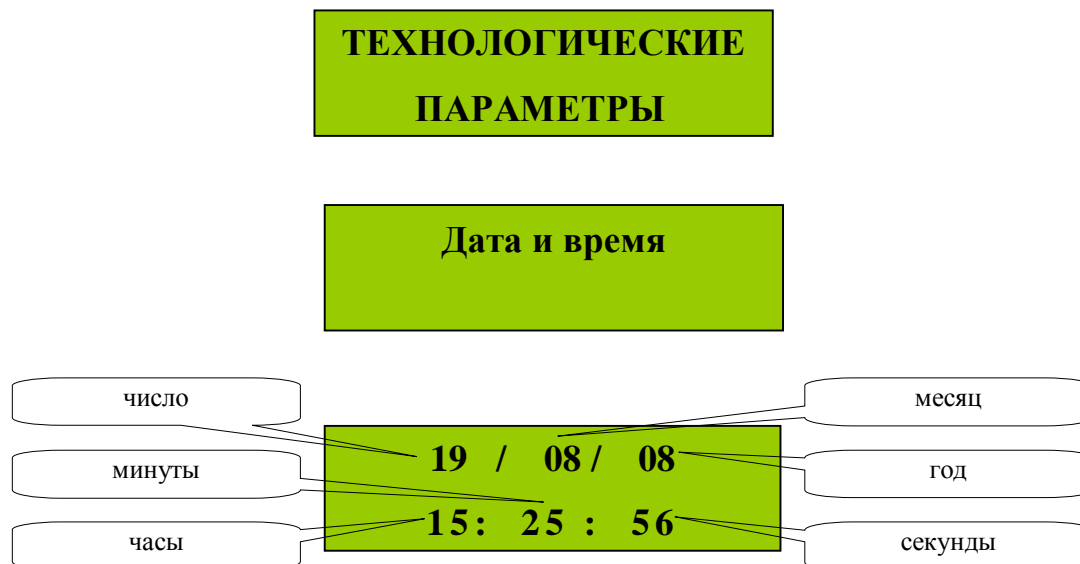 ТЕХНОЛОГИЧЕСКИЕ
ПАРАМЕТРЫ
Дата и время
число
месяц
19 / 08 / 08
минуты
год
15: 25 : 56
часы
секунды